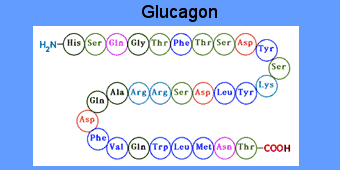 Glucagon
H₂N His Ser Gln Gly Thr Phe Thr Ser Asp Tyr
Ser
Lys
Tyr Leu Asp Ser Arg Arg Ala Gln
Asp
Phe Val Gln Trp Leu Met Asn Thr COOH